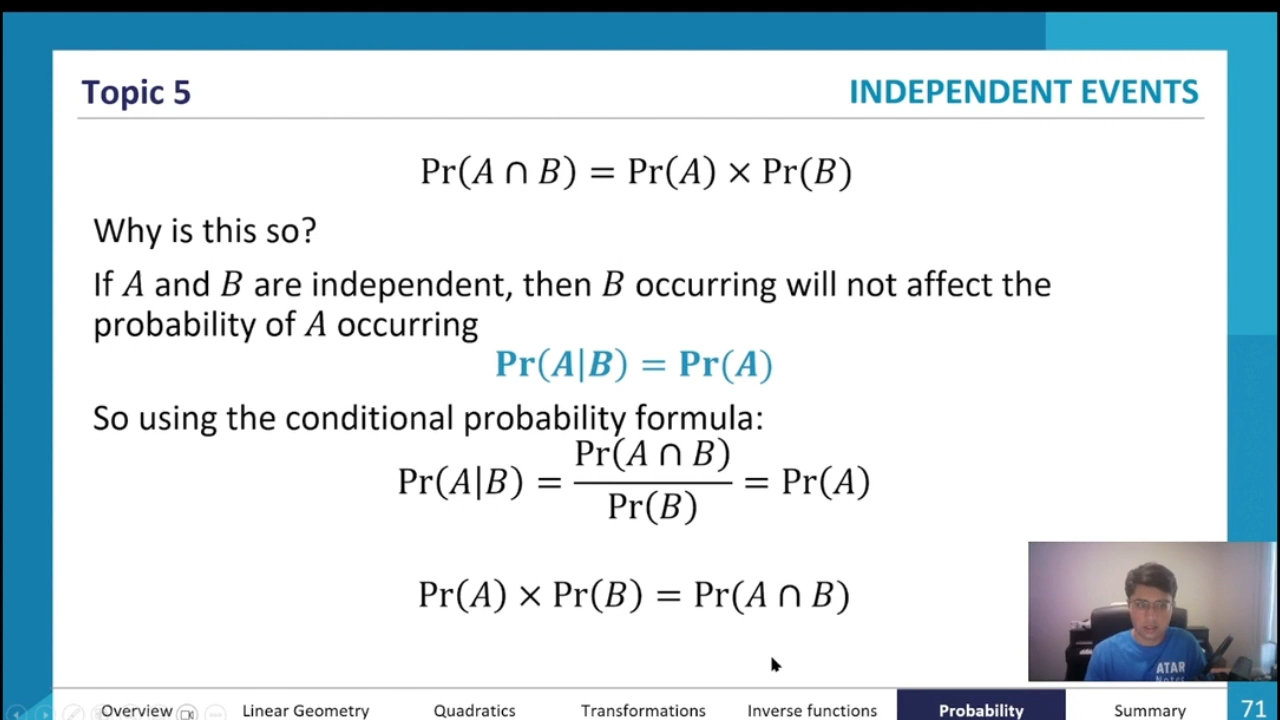 Topic 5
INDEPENDENT EVENTS
Pr(A ∩ B) = Pr(A) × Pr(B)
Why is this so?
If A and B are independent, then B occurring will not affect the
probability of A occurring
Pr(A|B) = Pr(A)
So using the conditional probability formula:
Pr(A|B) = Pr(A ∩ B) / Pr(B) = Pr(A)
Pr(A) × Pr(B) = Pr(A ∩ B)
ATAR
Notes
Overview Linear Geometry Quadratics Transformations Inverse functions Probability Summary 71